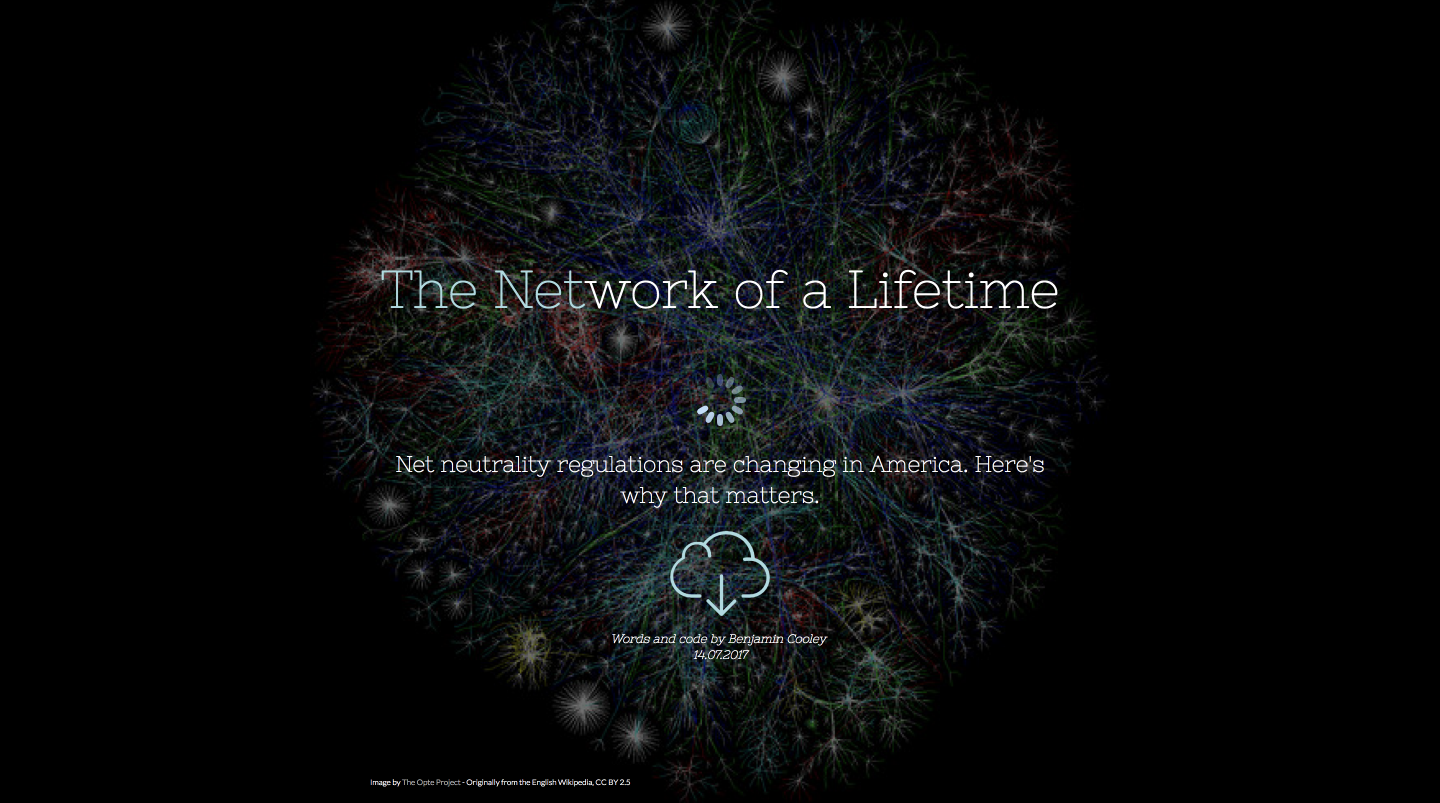 The Network of a Lifetime
Net neutrality regulations are changing in America. Here's
why that matters.
Words and code by Benjamin Cooley
14.07.2017
Image by The Opte Project - Originally from the English Wikipedia, CC BY 2.5